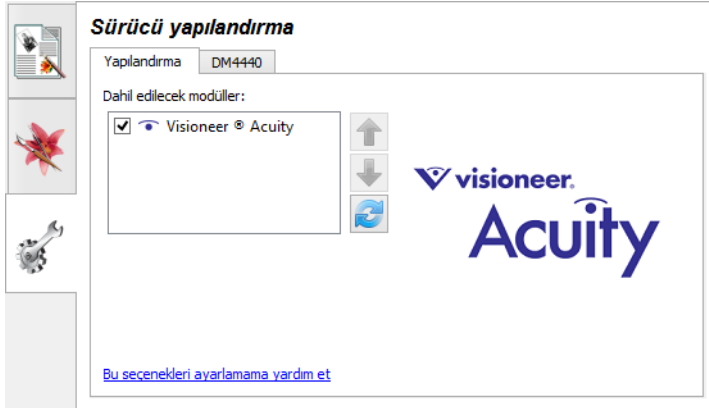 Sürücü yapılandırma
Yapılandırma DM4440
Dahil edilecek modüller:
Visioneer ® Acuity
visioneer.
Acuity
Bu seçenekleri ayarlamama yardım et